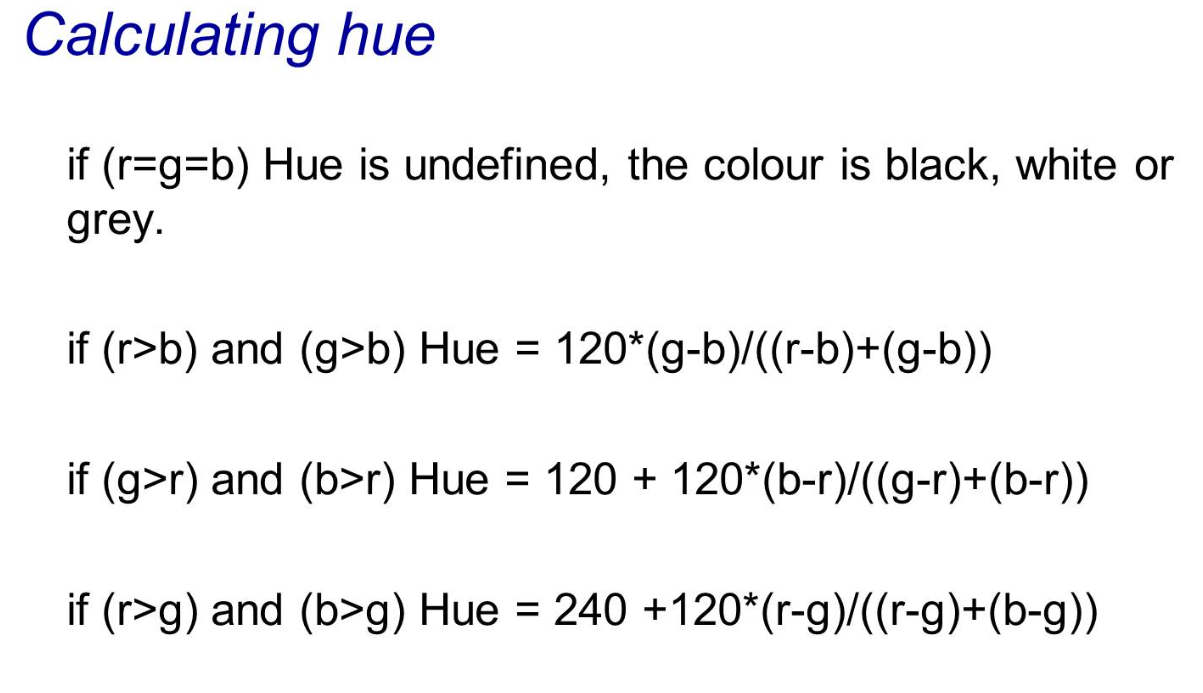 Calculating hue
if (r=g=b) Hue is undefined, the colour is black, white or
grey.
if (r>b) and (g>b) Hue = 120*(g-b)/((r-b)+(g-b))
if (g>r) and (b>r) Hue = 120 + 120*(b-r)/((g-r)+(b-r))
if (r>g) and (b>g) Hue = 240 +120*(r-g)/((r-g)+(b-g))